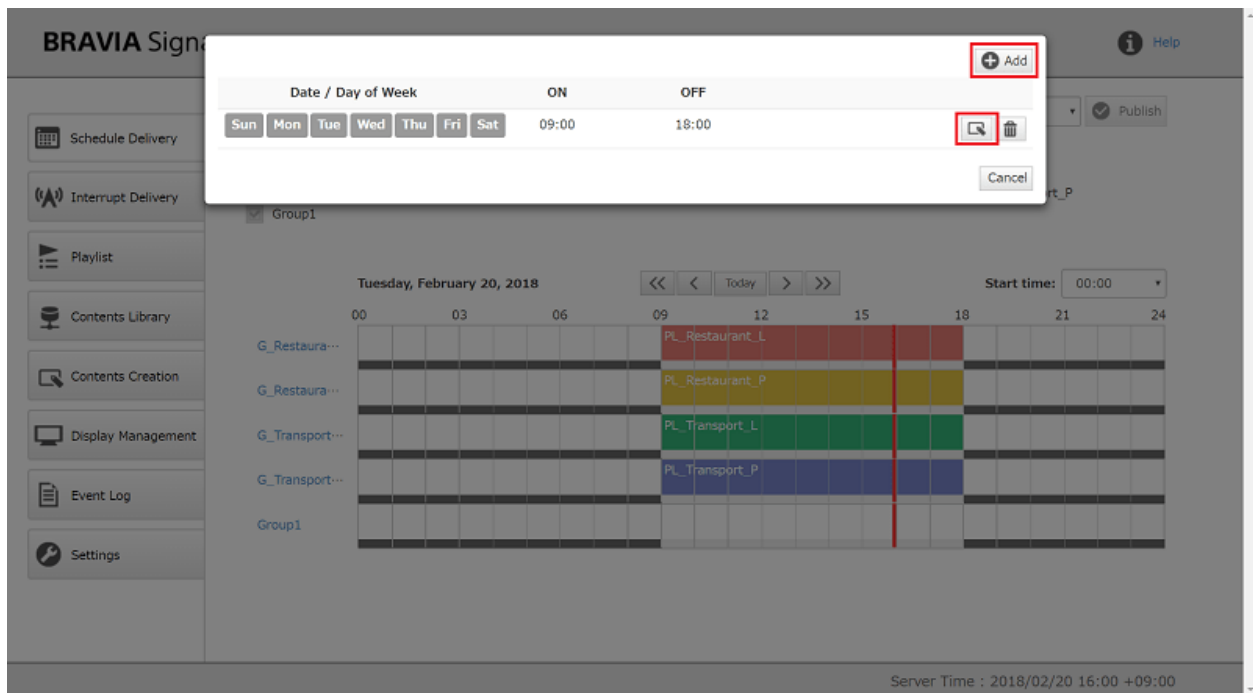 BRAVIA Signa
Help
Add
Date / Day of Week ON OFF
Sun Mon Tue Wed Thu Fri Sat 09:00 18:00
Cancel
Publish
Schedule Delivery
Interrupt Delivery
rt_P
Group1
Playlist
Contents Library
Contents Creation
Display Management
Event Log
Settings
Tuesday, February 20, 2018 << < Today > >> Start time: 00:00
00 03 06 09 12 15 18 21 24
G_Restaura... PL_Restaurant_L
G_Restaura... PL_Restaurant_P
G_Transport... PL_Transport_L
G_Transport... PL_Transport_P
Group1
Server Time : 2018/02/20 16:00 +09:00